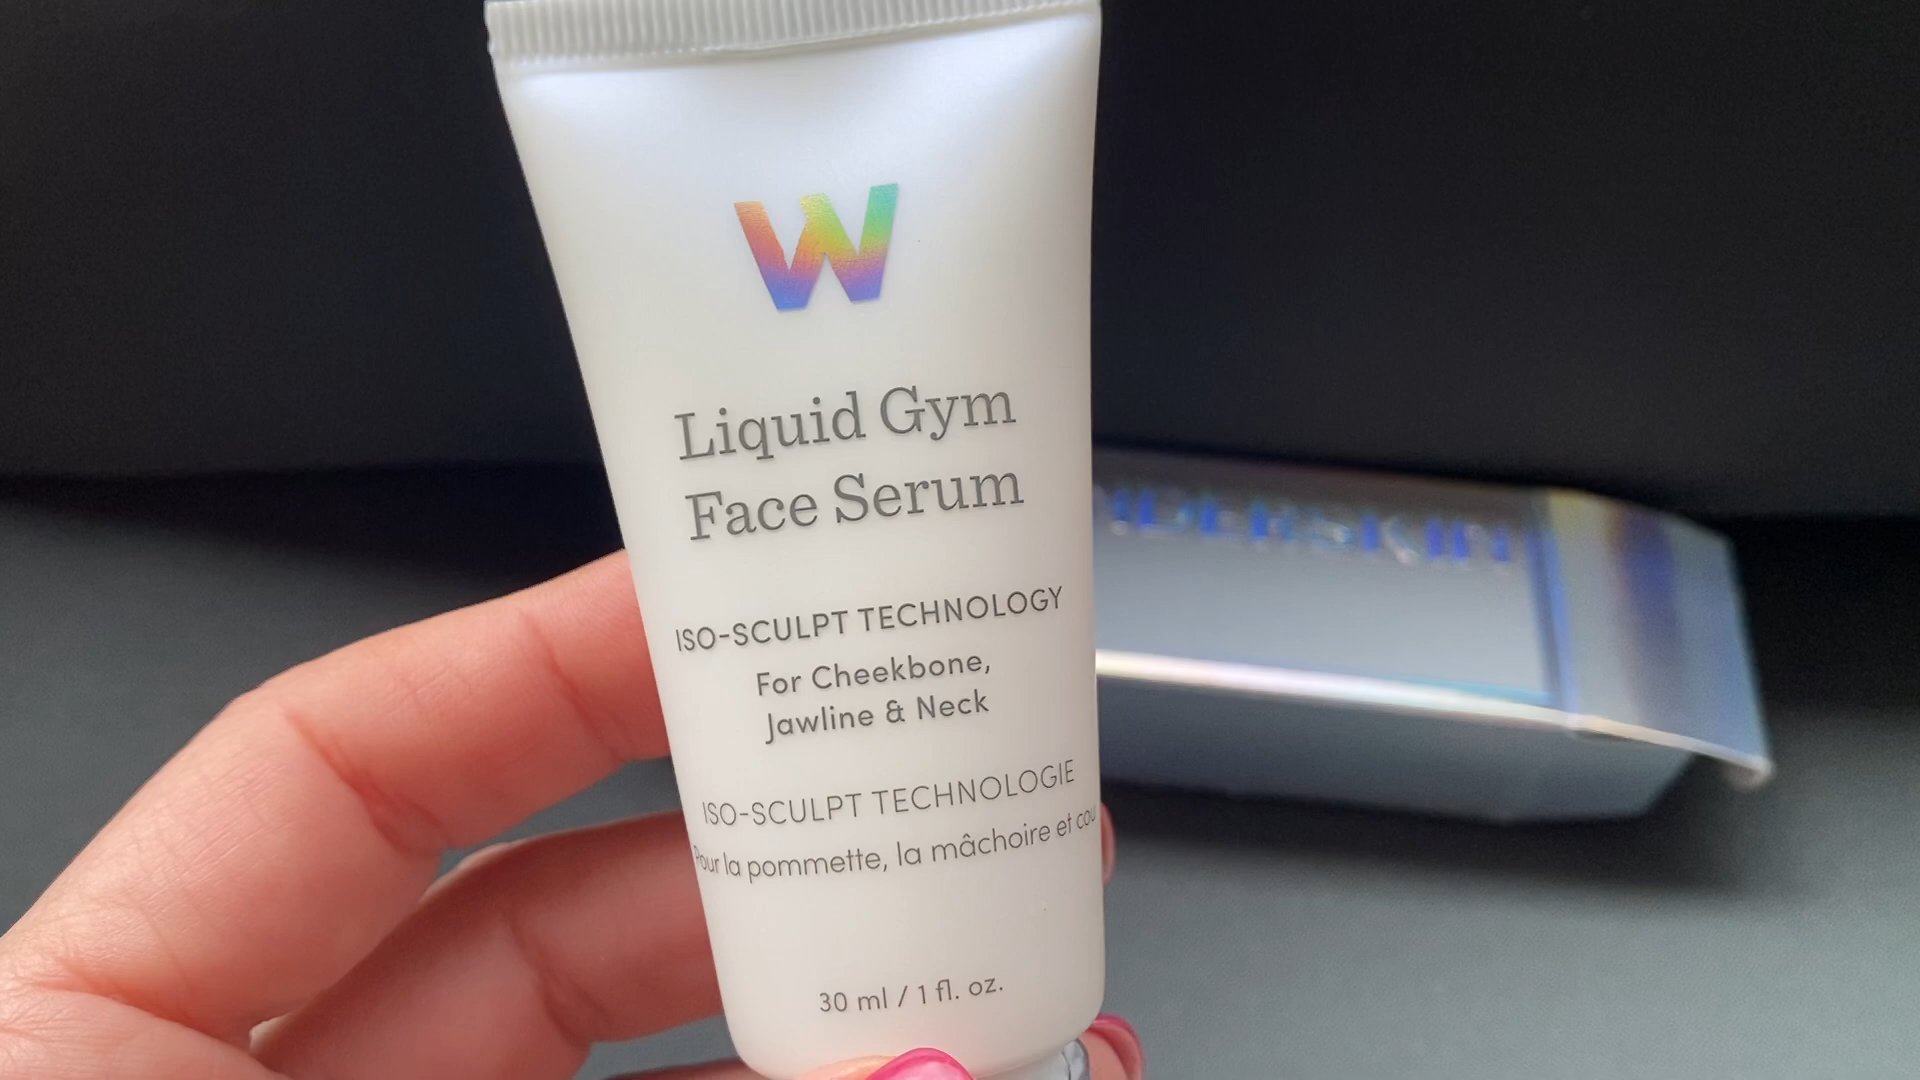 W
Liquid Gym
Face Serum
ISO-SCULPT TECHNOLOGY
For Cheekbone,
Jawline & Neck
ISO-SCULPT TECHNOLOGIE
Pour la pommette, la mâchoire et cou
30 ml / 1 fl. oz.